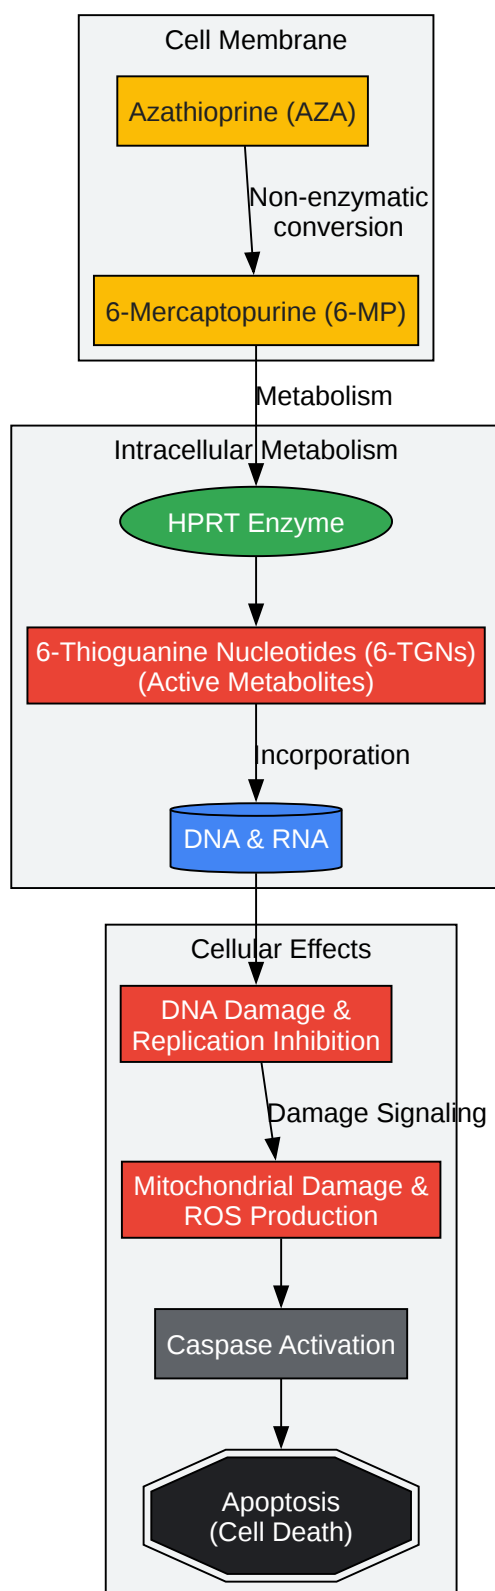 Cell Membrane
Azathioprine (AZA)
Non-enzymatic
conversion
6-Mercaptopurine (6-MP)
Metabolism
Intracellular Metabolism
HPRT Enzyme
6-Thioguanine Nucleotides (6-TGNs)
(Active Metabolites)
Incorporation
DNA & RNA
Cellular Effects
DNA Damage &
Replication Inhibition
Damage Signaling
Mitochondrial Damage &
ROS Production
Caspase Activation
Apoptosis
(Cell Death)